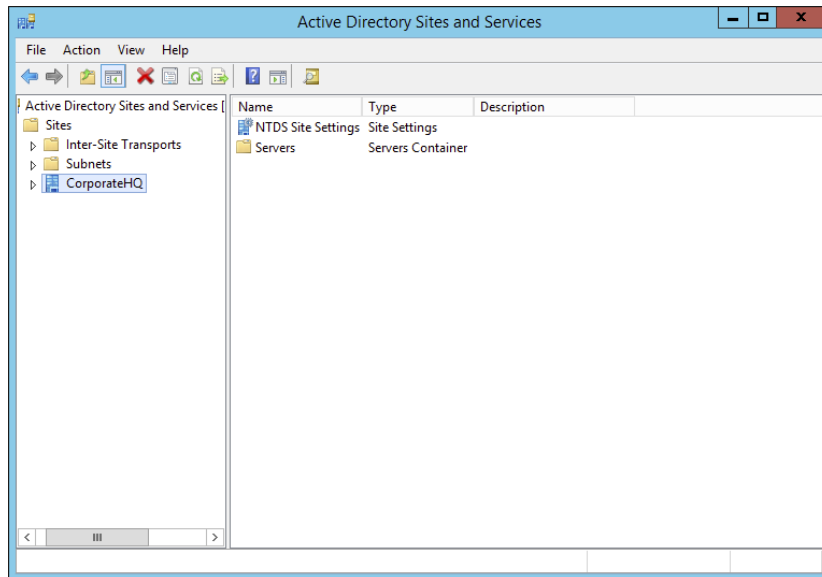 Active Directory Sites and Services
File Action View Help
Active Directory Sites and Services [
Name Type Description
Sites
NTDS Site Settings Site Settings
Inter-Site Transports
Servers Servers Container
Subnets
CorporateHQ